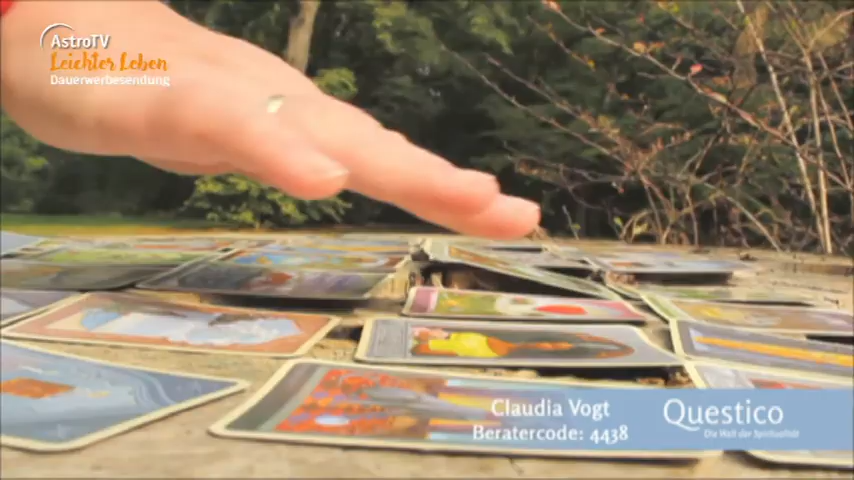 AstroTV
Leichter Leben
Dauerwerbesendung
Claudia Vogt
Beratercode: 4438
Questico
Die Welt der Spiritualität